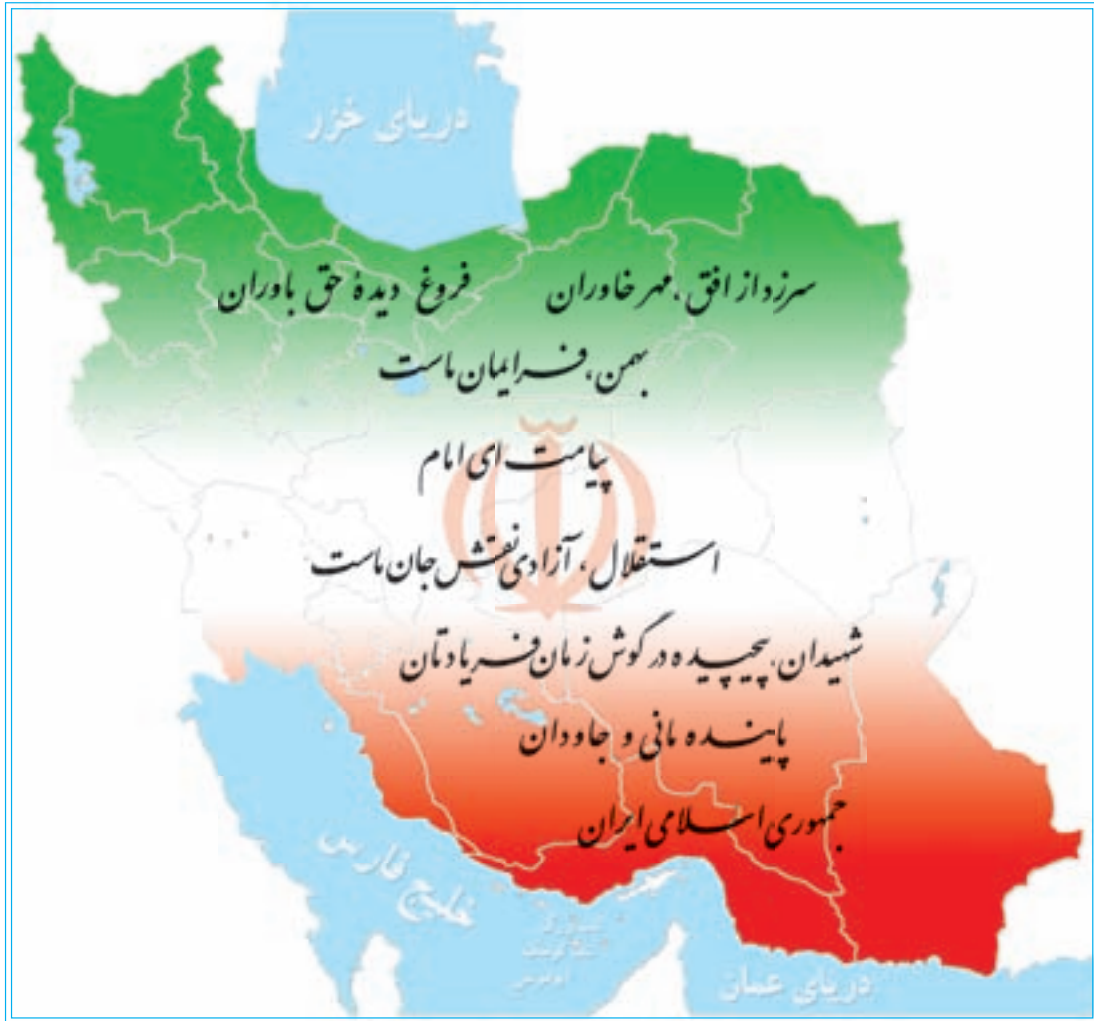 دریای خزر
سرزد از افق، مهر خاوران فروغ دیدهٔ حق باوران
بهمن، فر ایمان ماست
پیامت ای امام
استقلال، آزادی نقش جان ماست
شهیدان، پیچیده در گوش زمان فریادتان
پاینده مانی و جاودان
جمهوری اسلامی ایران
خلیج فارس
دریای عمان